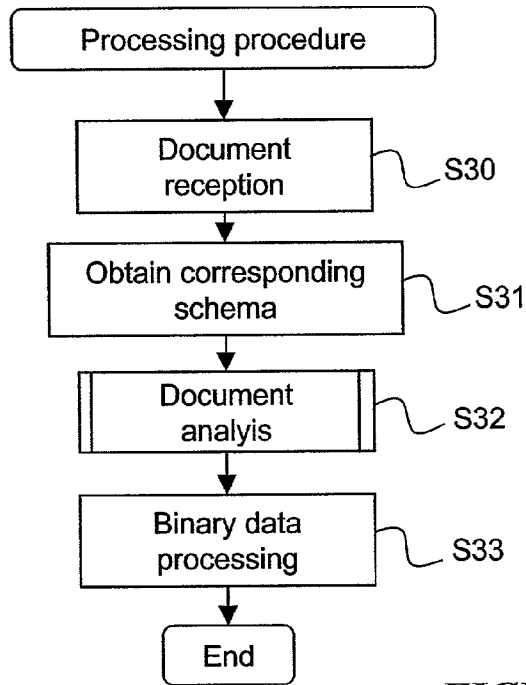 Processing procedure
Document
reception
S30
Obtain corresponding
schema
S31
Document
analyis
S32
Binary data
processing
S33
End